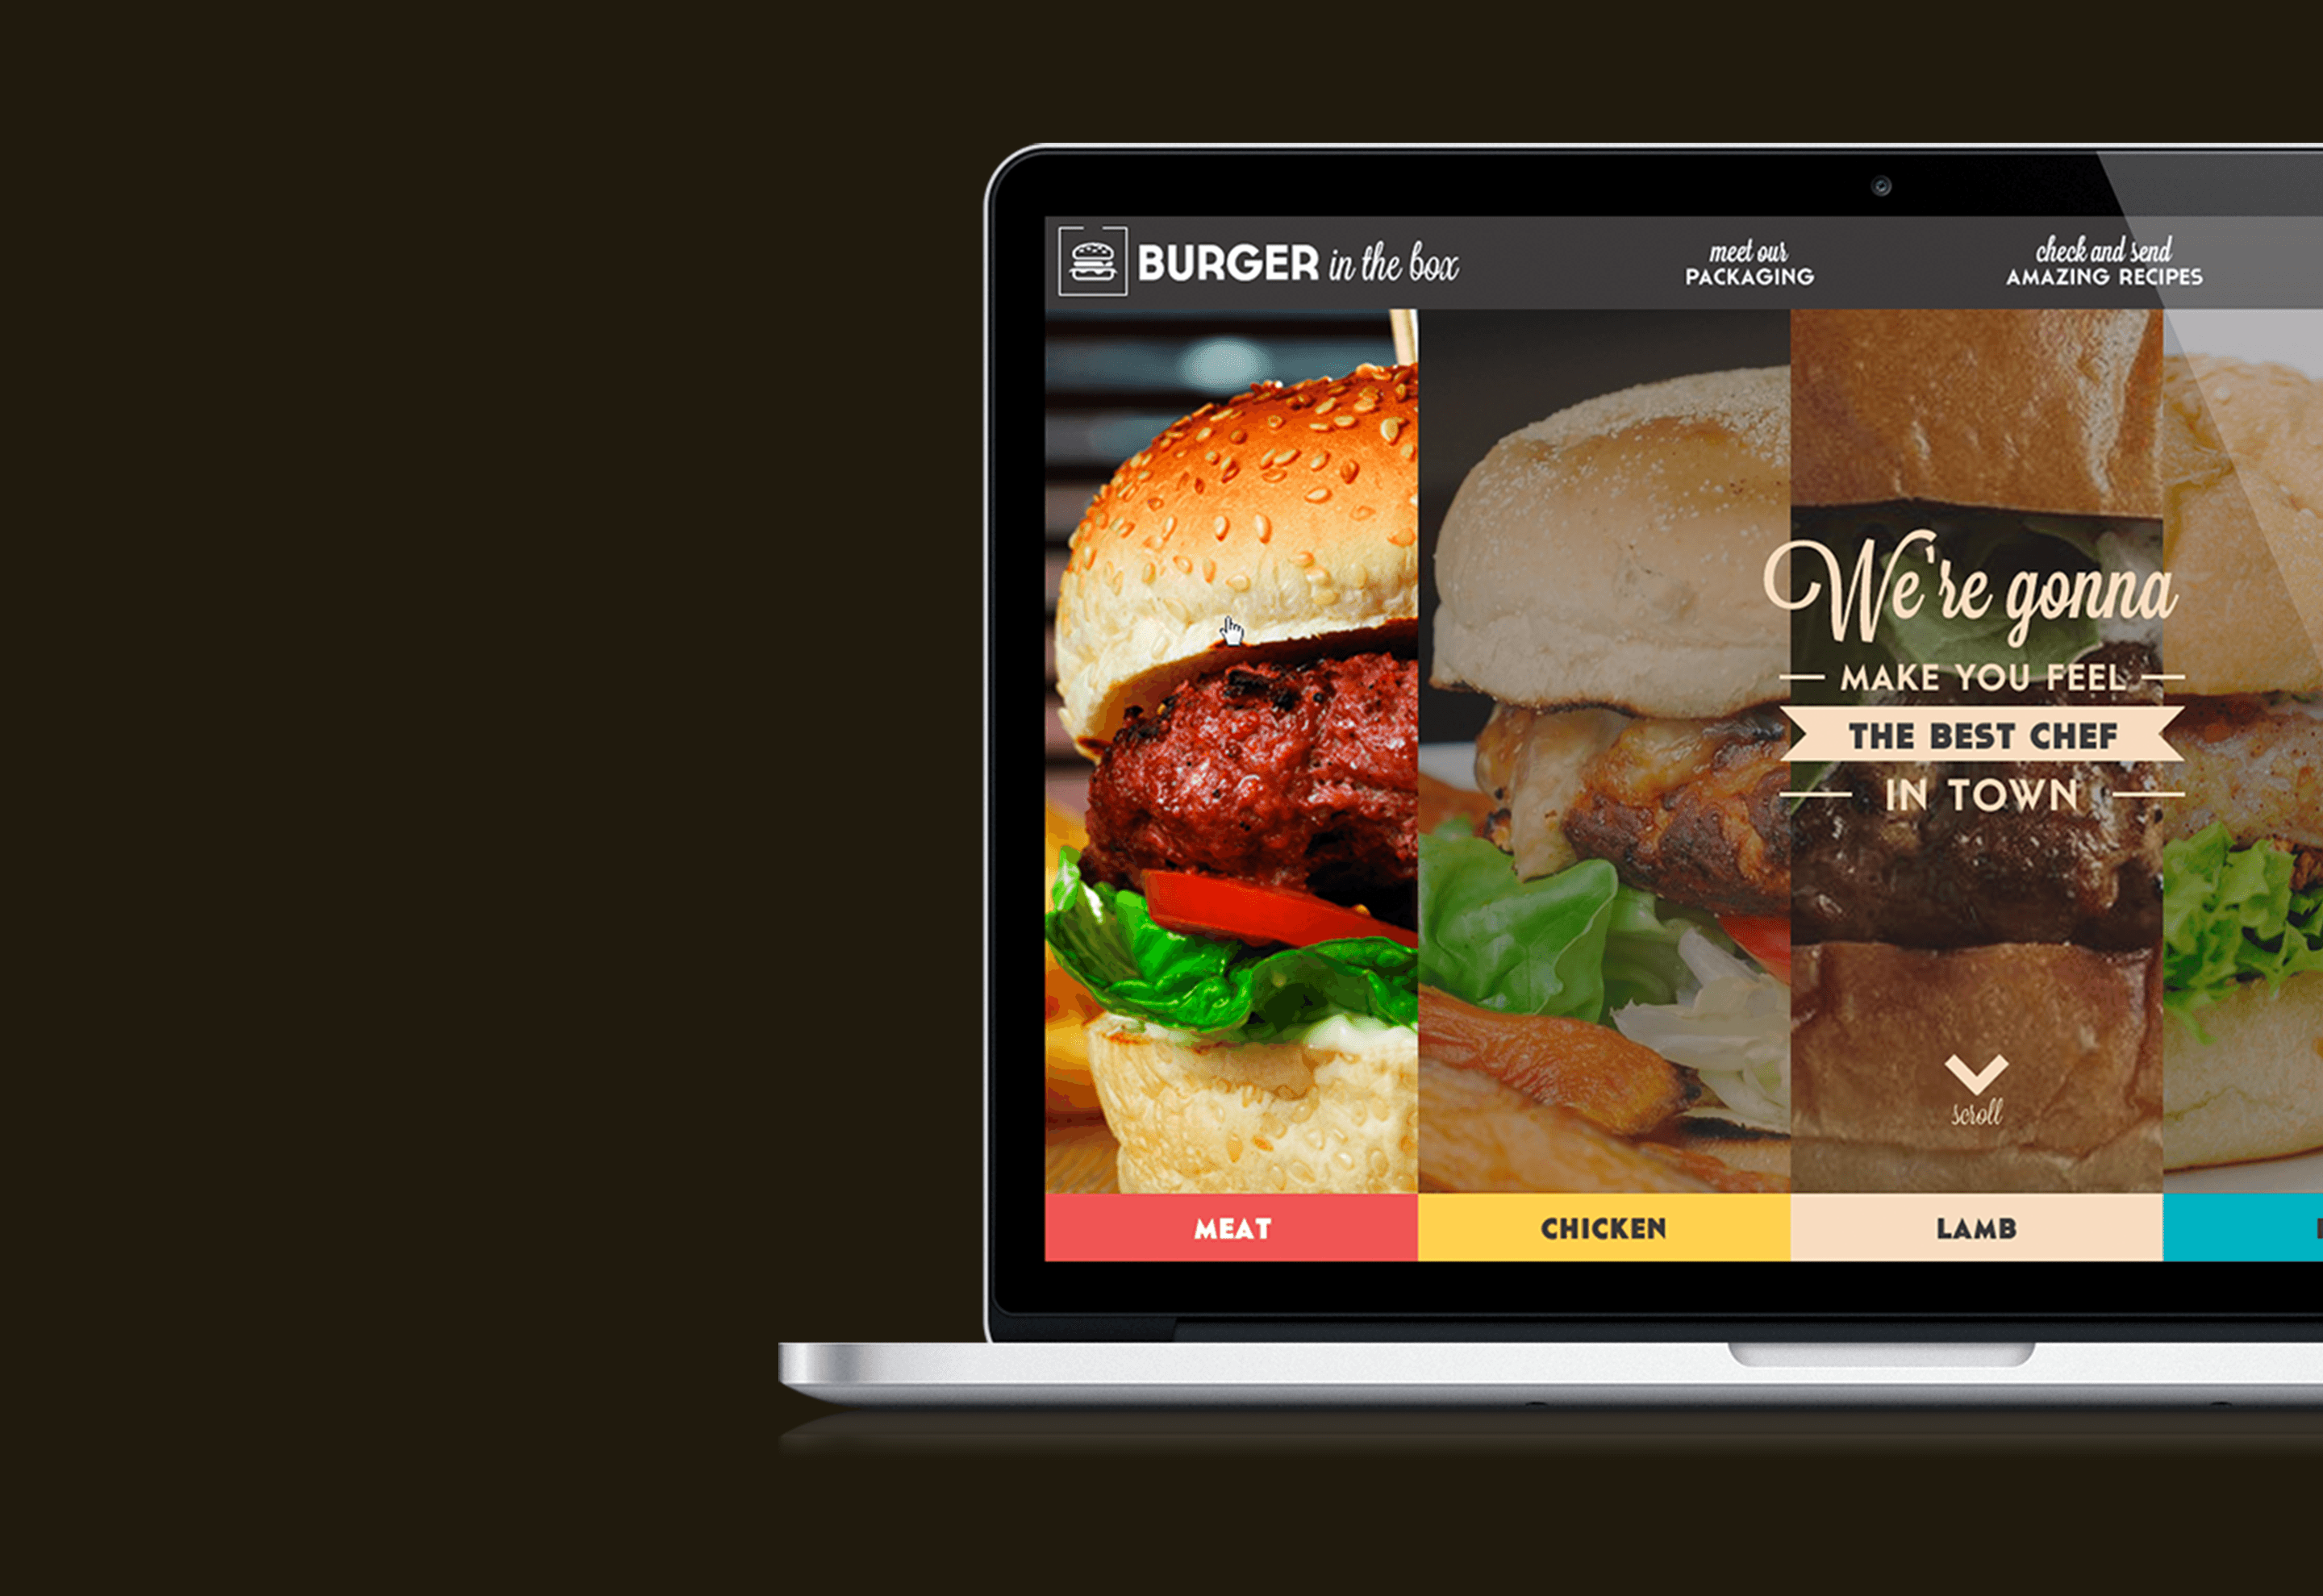 BURGER in the box
meet our
PACKAGING
check and send
AMAZING RECIPES
We're gonna
MAKE YOU FEEL
THE BEST CHEF
IN TOWN
scroll
MEAT
CHICKEN
LAMB